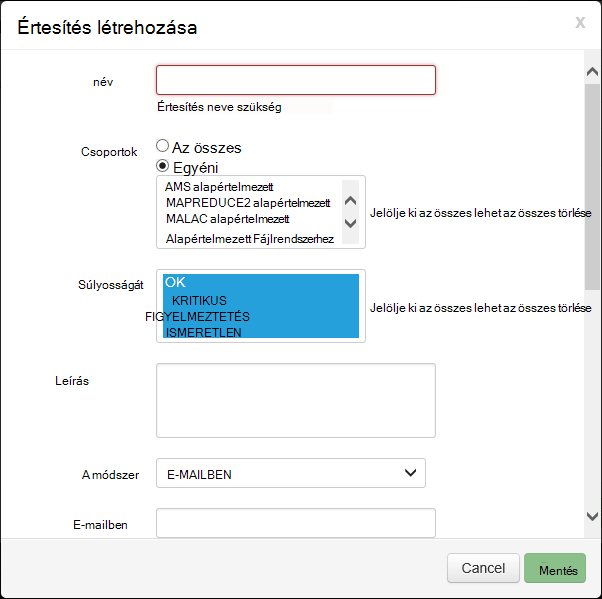 Értesítés létrehozása
x
név
Értesítés neve szükség
Csoportok
Az összes
Egyéni
AMS alapértelmezett
MAPREDUCE2 alapértelmezett
MALAC alapértelmezett
Alapértelmezett Fájlrendszerhez
Jelölje ki az összes lehet az összes törlése
Súlyosságát
OK
KRITIKUS
FIGYELMEZTETÉS
ISMERETLEN
Jelölje ki az összes lehet az összes törlése
Leírás
A módszer
E-MAILBEN
E-mailben
Cancel
Mentés